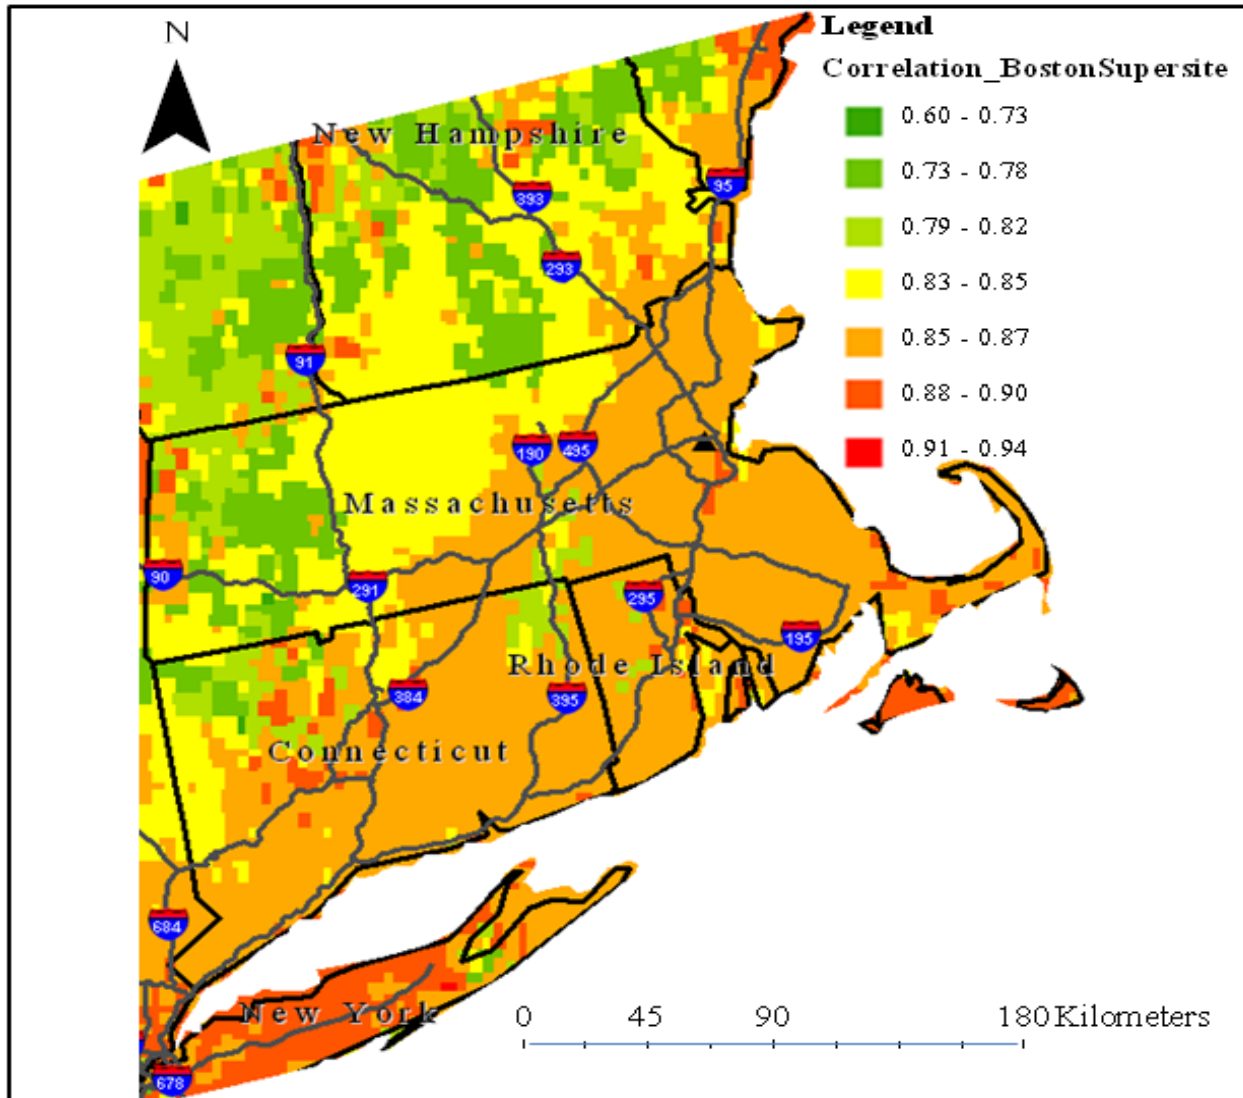 N
Legend
Correlation_BostonSupersite
0.60 - 0.73
0.73 - 0.78
0.79 - 0.82
0.83 - 0.85
0.85 - 0.87
0.88 - 0.90
0.91 - 0.94
New Hampshire
95
393
293
91
190
495
Massachusetts
90
291
295
195
Rhode Island
384
395
Connecticut
684
New York
678
0 45 90 180 Kilometers